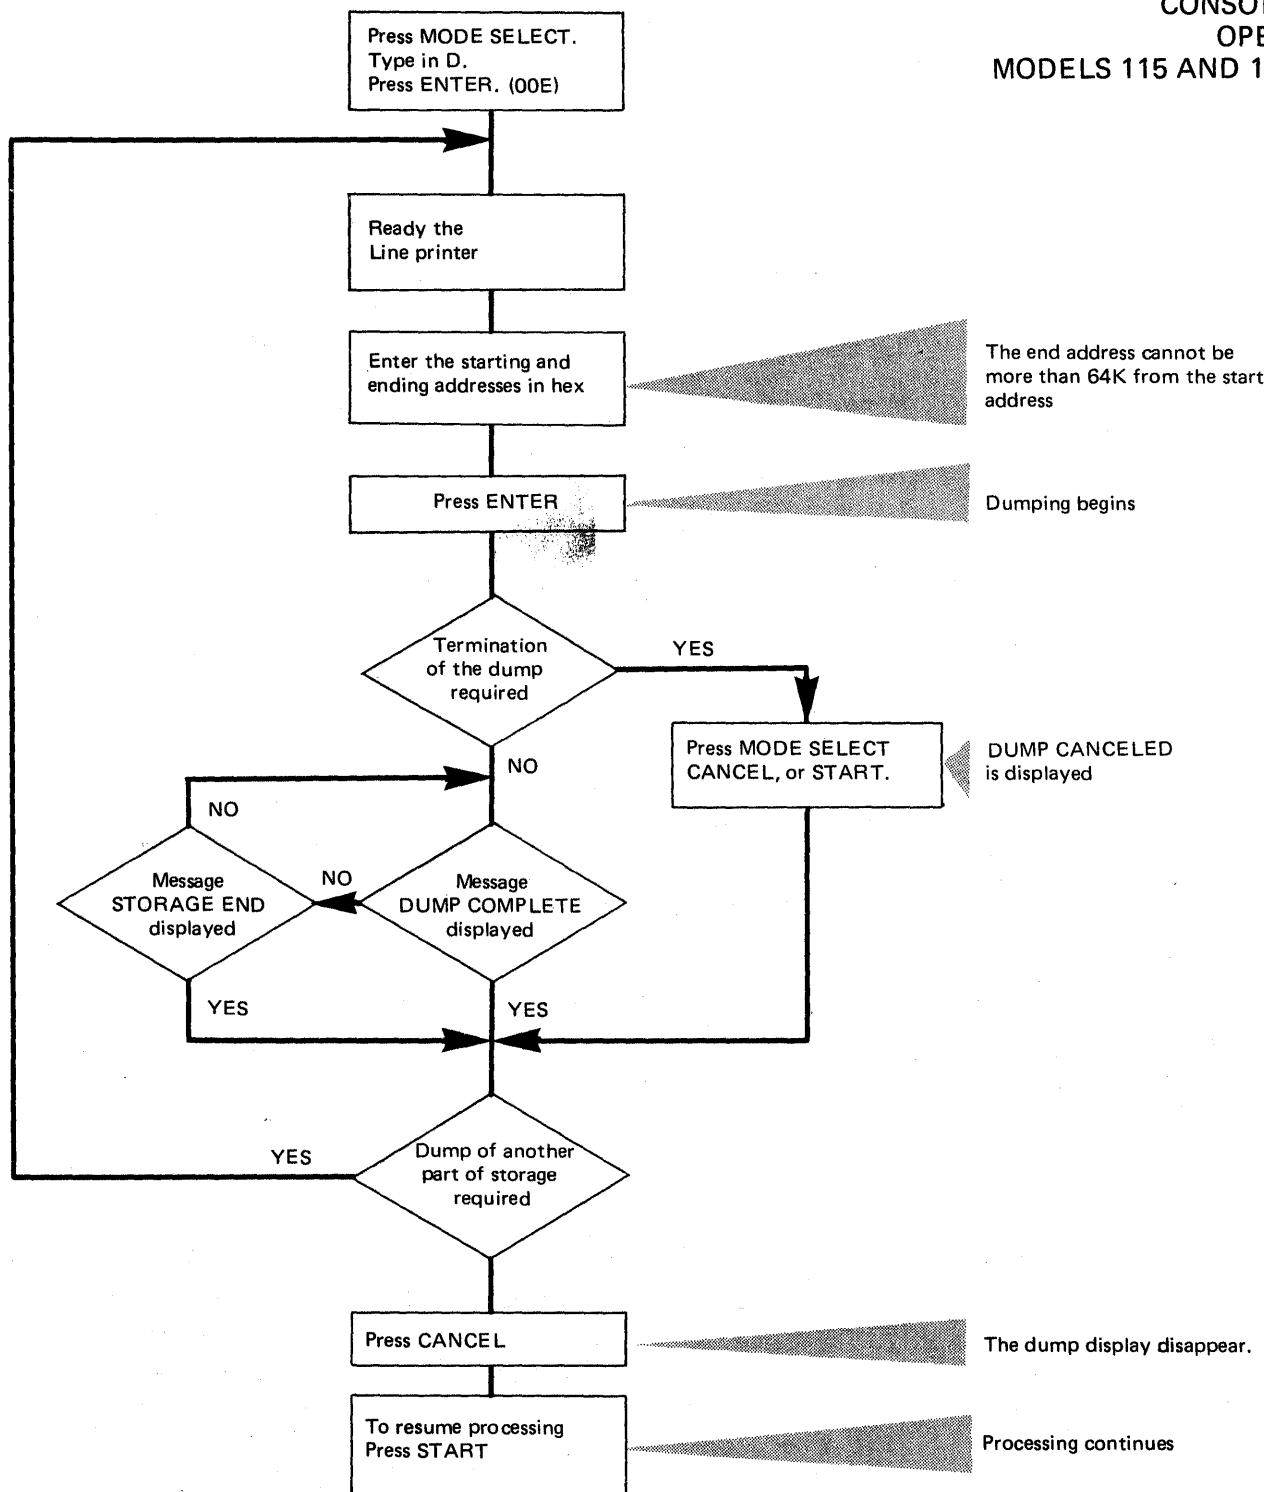 OPE
MODELS 115 AND 1
Press MODE SELECT.
Type in D.
Press ENTER. (00E)
Ready the
Line printer
Enter the starting and
ending addresses in hex
The end address cannot be
more than 64K from the start
address
Press ENTER
Dumping begins
Termination
of the dump
required
YES
NO
Press MODE SELECT
CANCEL, or START.
DUMP CANCELED
is displayed
NO
Message
STORAGE END
displayed
NO
Message
DUMP COMPLETE
displayed
YES
YES
YES
Dump of another
part of storage
required
Press CANCEL
The dump display disappear.
To resume processing
Press START
Processing continues